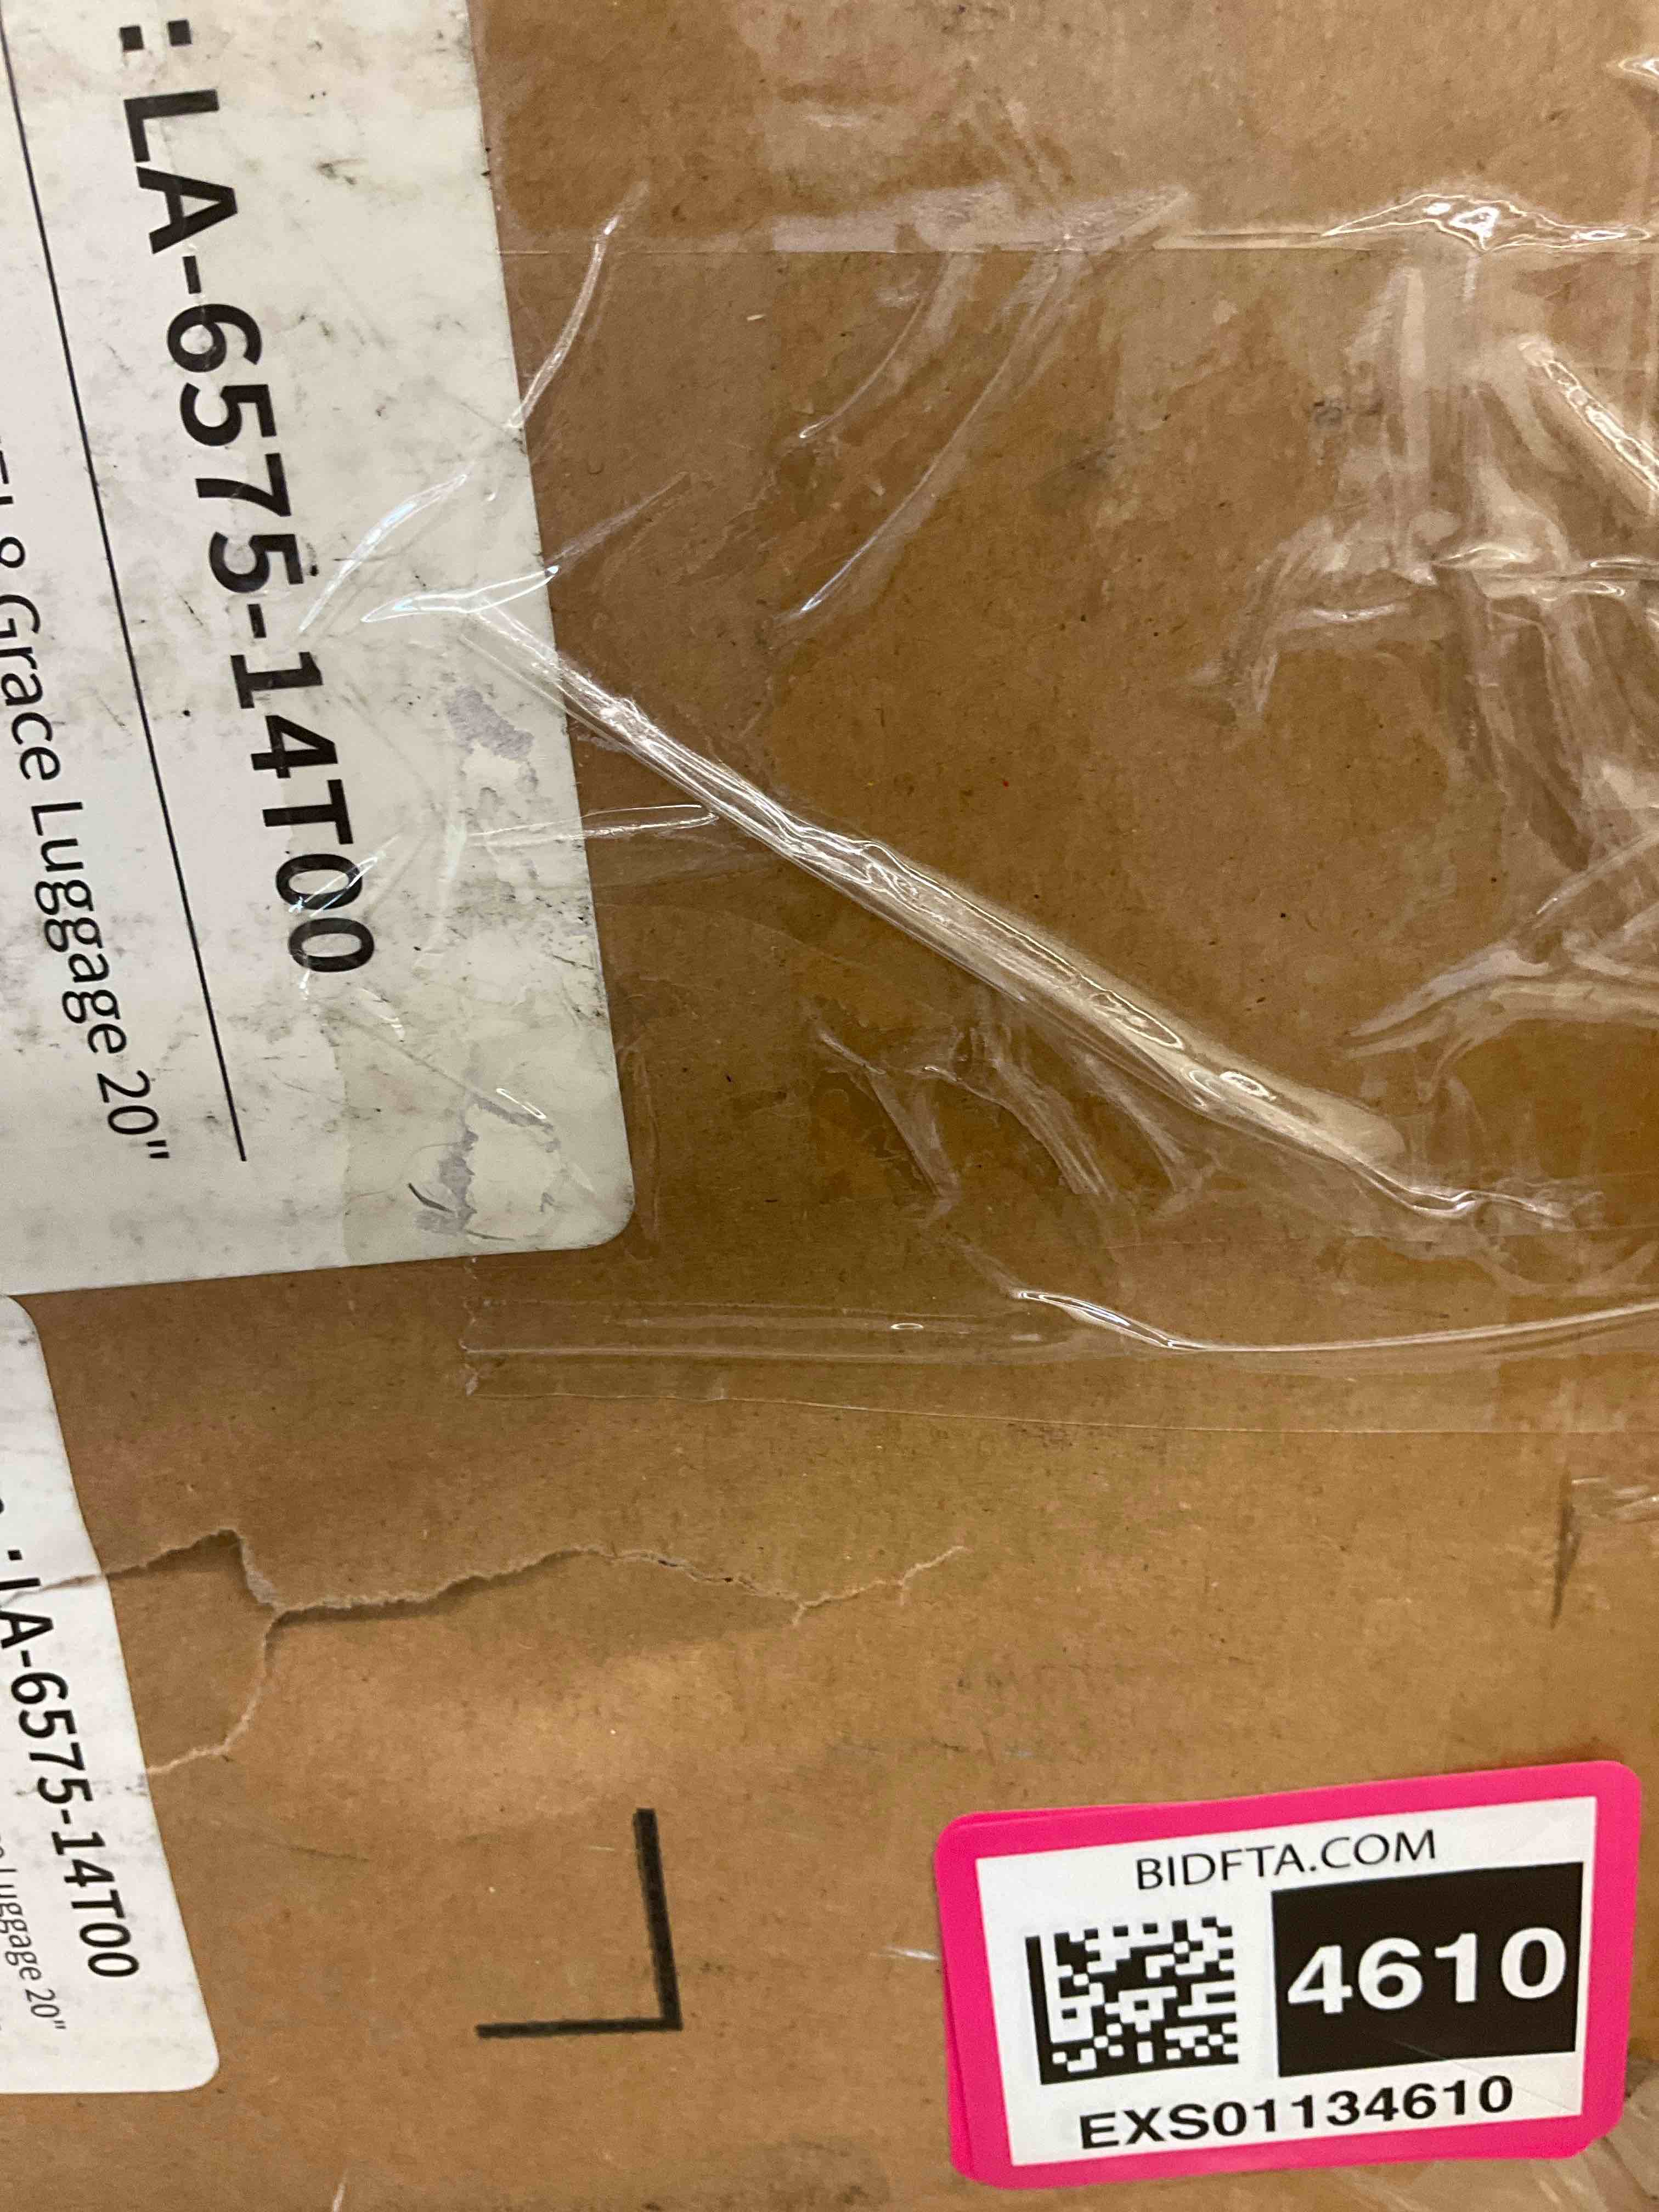 :LA-6575-14T00
Grace Luggage 20"
LA-6575-14T00
Luggage 20"
BIDFTA.COM
4610
EXS01134610